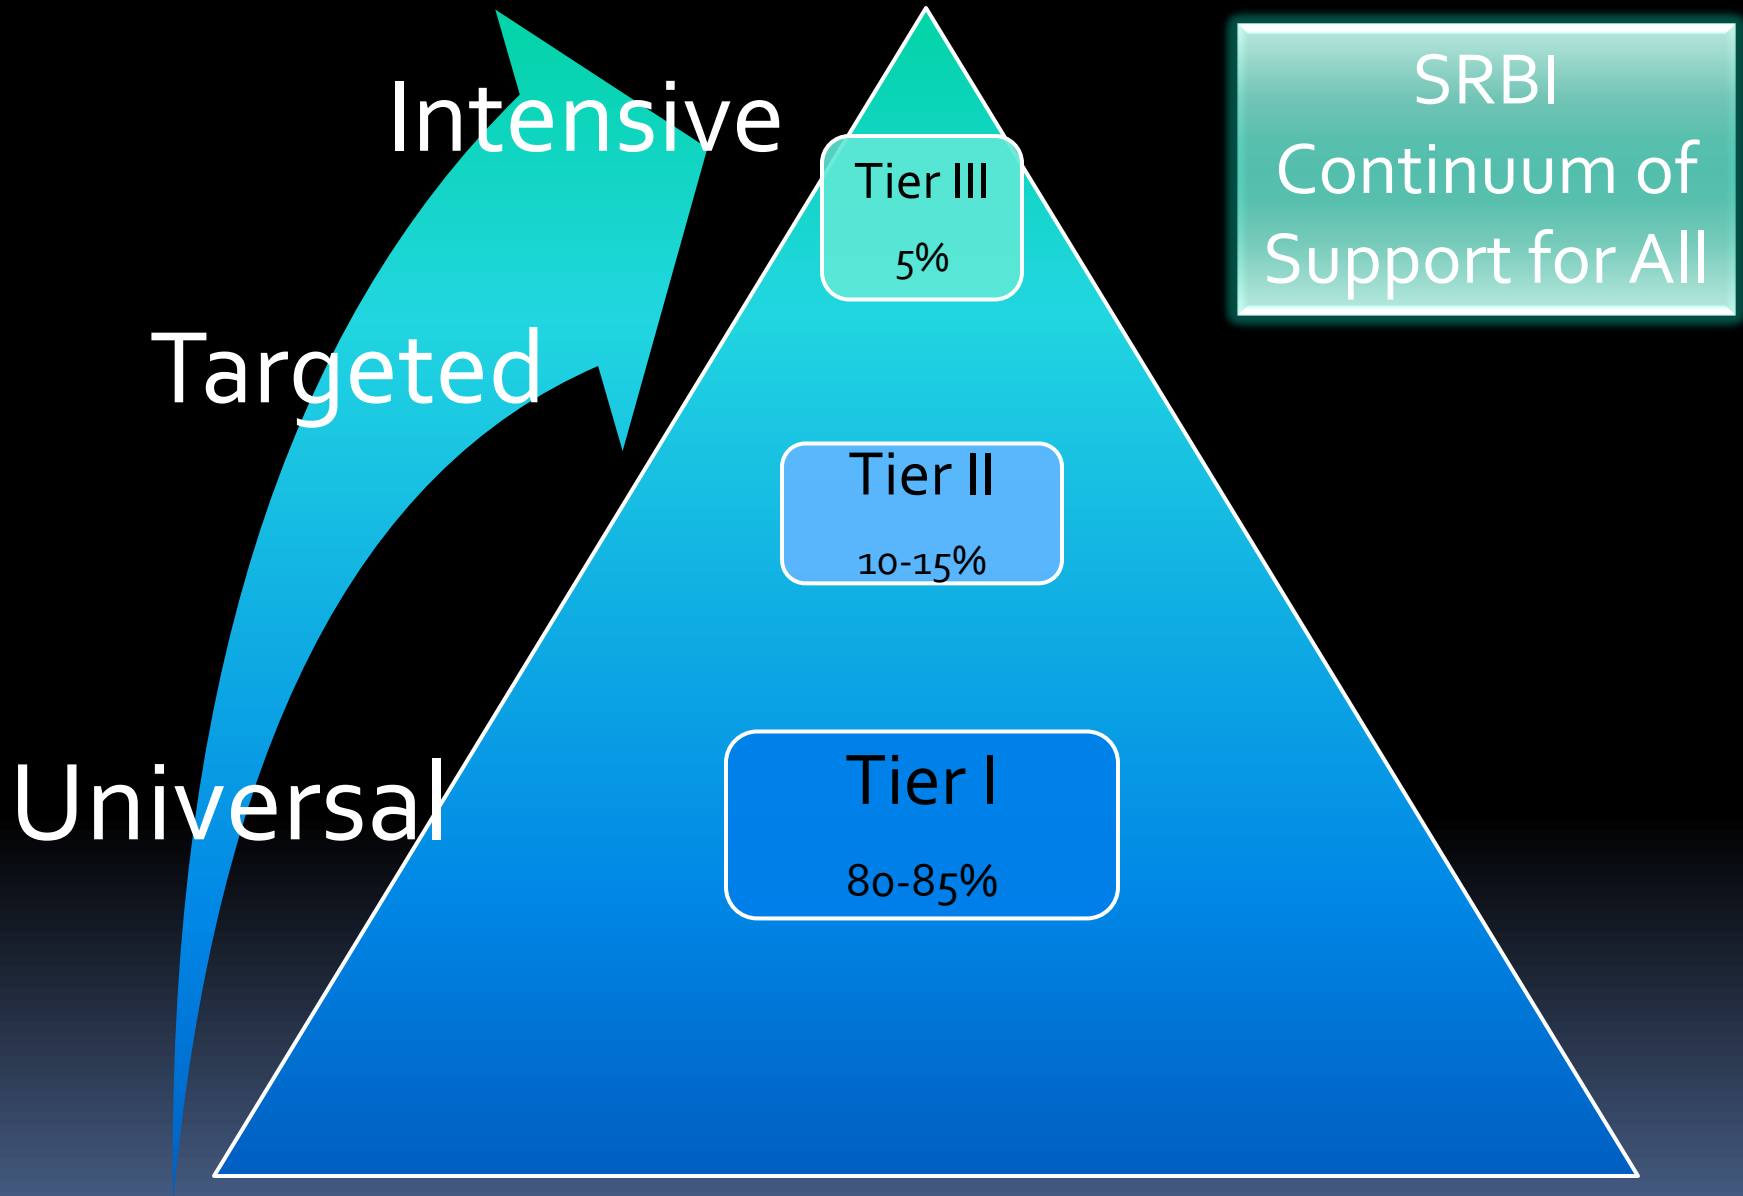 Intensive
Targeted
Universal
Tier III
5%
Tier II
10-15%
Tier I
80-85%
SRBI
Continuum of
Support for All